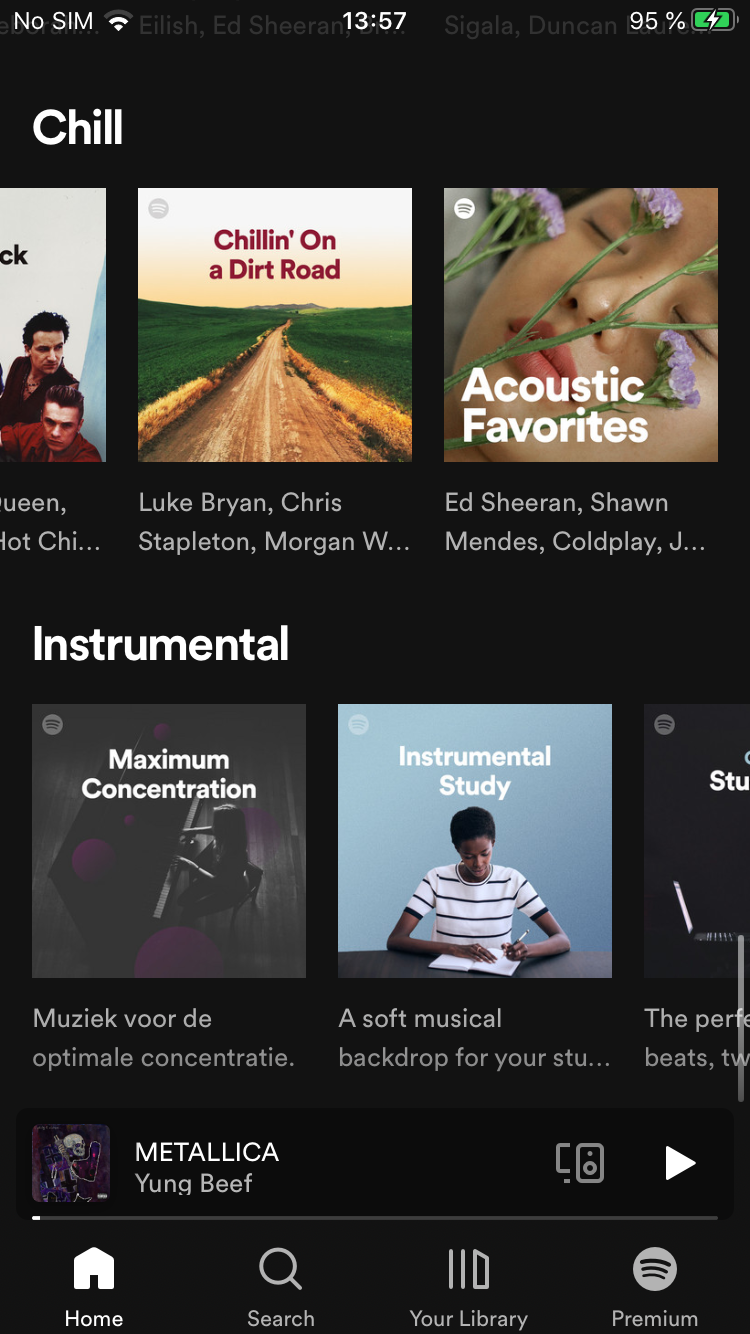 No SIM 13:57 95 %
Eilish, Ed Sheeran,
Sigala, Duncan
Chill
ck
Chillin' On
a Dirt Road
Acoustic
Favorites
Queen,
Hot Chi...
Luke Bryan, Chris
Stapleton, Morgan W...
Ed Sheeran, Shawn
Mendes, Coldplay, J...
Instrumental
Maximum
Concentration
Instrumental
Study
Stu
Muziek voor de
optimale concentratie.
A soft musical
backdrop for your stu...
The perfe
beats, tw
METALLICA
Yung Beef
Home
Search
Your Library
Premium